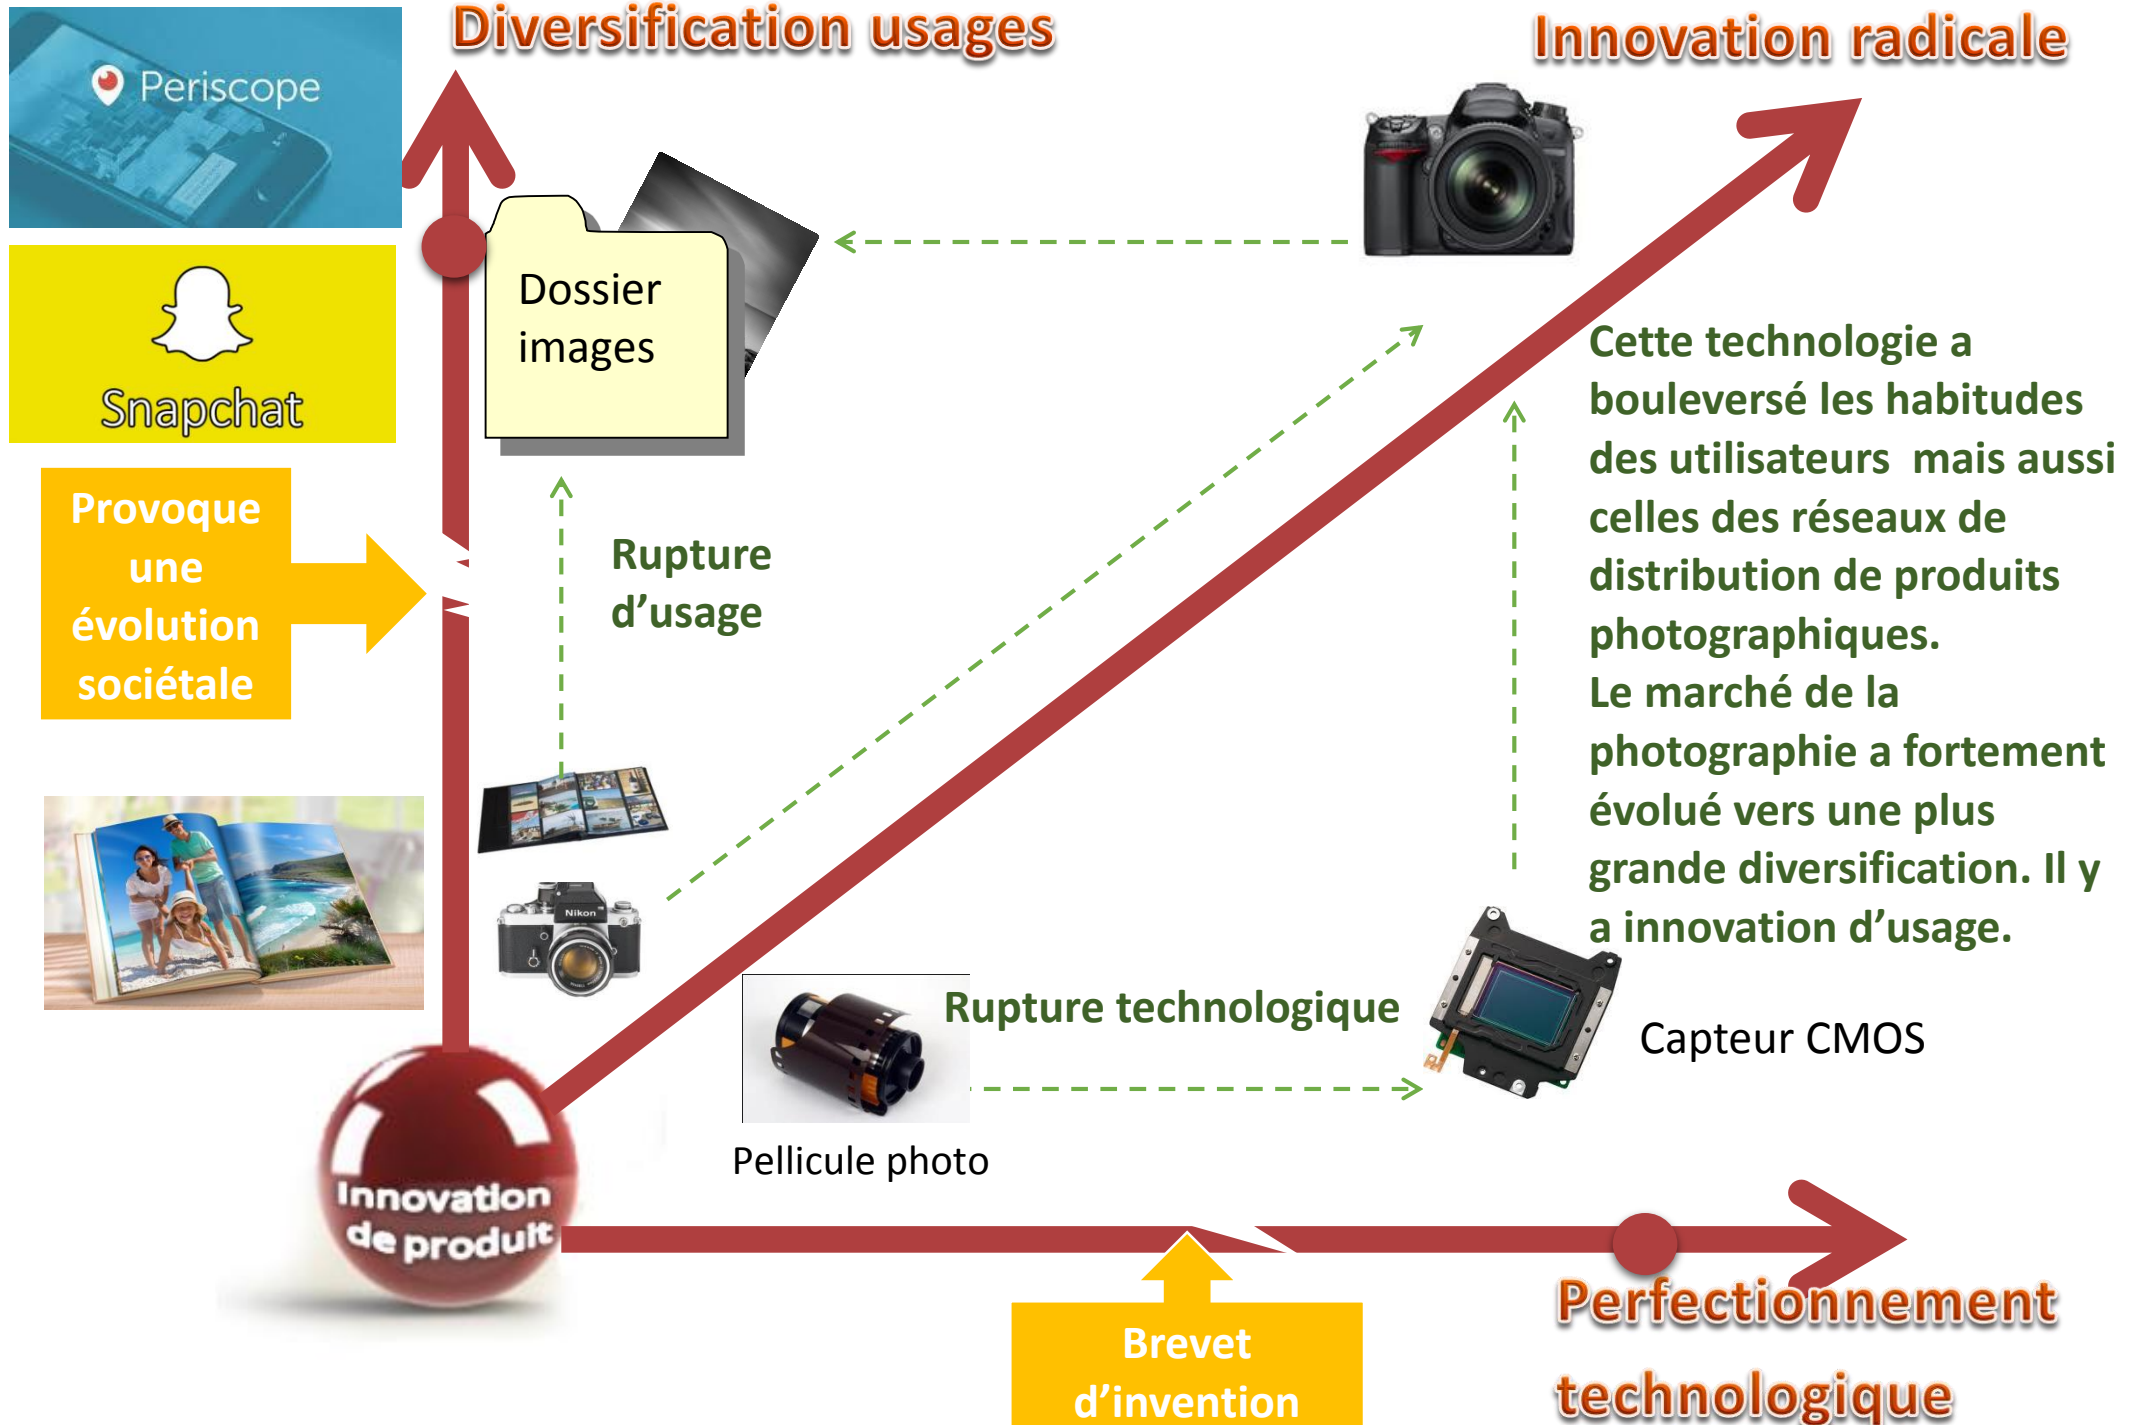 Diversification usages
Innovation radicale
Periscope
Snapchat
Dossier
images
Provoque
une
évolution
sociétale
Rupture
d’usage
Cette technologie a
bouleversé les habitudes
des utilisateurs mais aussi
celles des réseaux de
distribution de produits
photographiques.
Le marché de la
photographie a fortement
évolué vers une plus
grande diversification. Il y
a innovation d’usage.
Nikon
Rupture technologique
Capteur CMOS
Pellicule photo
Innovation
de produit
Brevet
d’invention
Perfectionnement
technologique